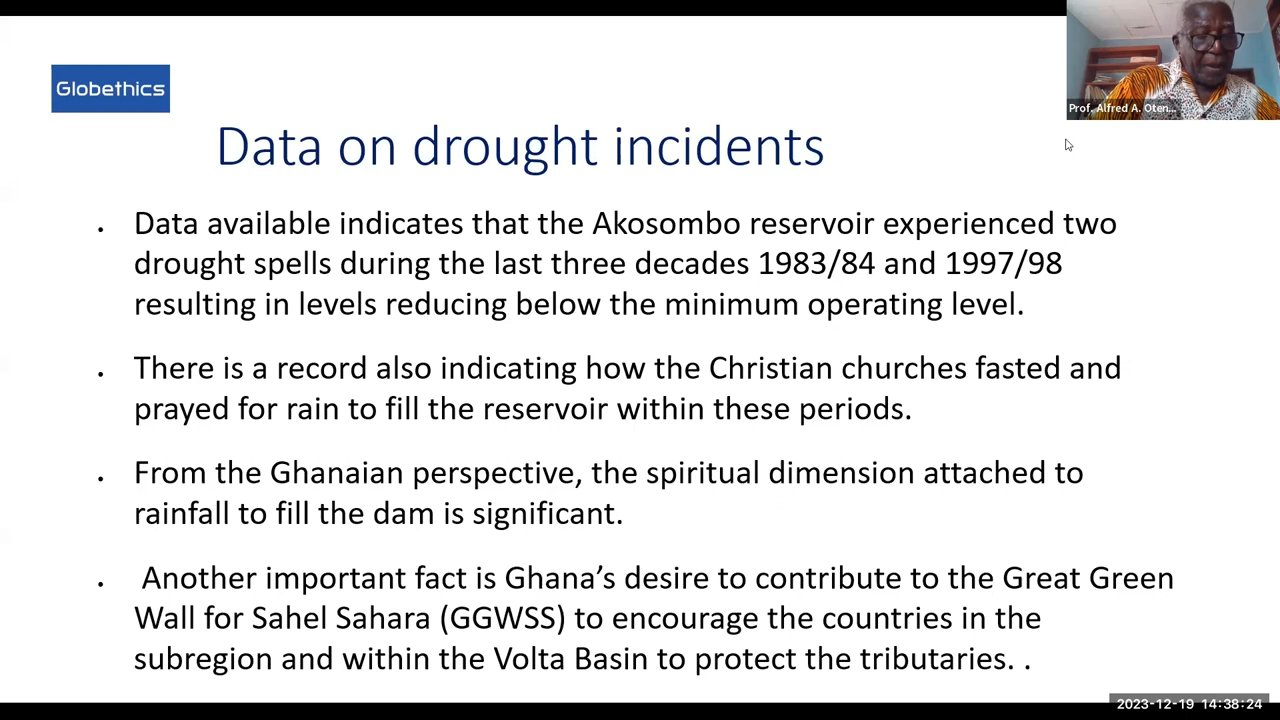 Globethics
Prof. Alfred A. Oten...
Data on drought incidents
Data available indicates that the Akosombo reservoir experienced two
drought spells during the last three decades 1983/84 and 1997/98
resulting in levels reducing below the minimum operating level.
There is a record also indicating how the Christian churches fasted and
prayed for rain to fill the reservoir within these periods.
From the Ghanaian perspective, the spiritual dimension attached to
rainfall to fill the dam is significant.
Another important fact is Ghana’s desire to contribute to the Great Green
Wall for Sahel Sahara (GGWSS) to encourage the countries in the
subregion and within the Volta Basin to protect the tributaries. .
2023-12-19 14:38:24